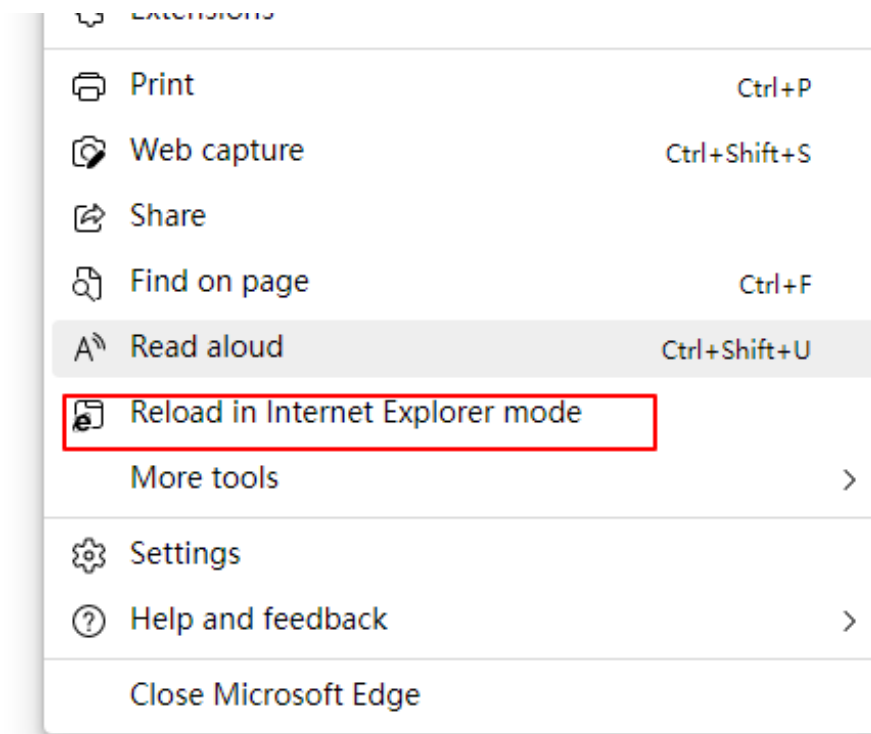 Extensions
Print Ctrl+P
Web capture Ctrl+Shift+S
Share
Find on page Ctrl+F
A Read aloud Ctrl+Shift+U
Reload in Internet Explorer mode
More tools
Settings
Help and feedback
Close Microsoft Edge